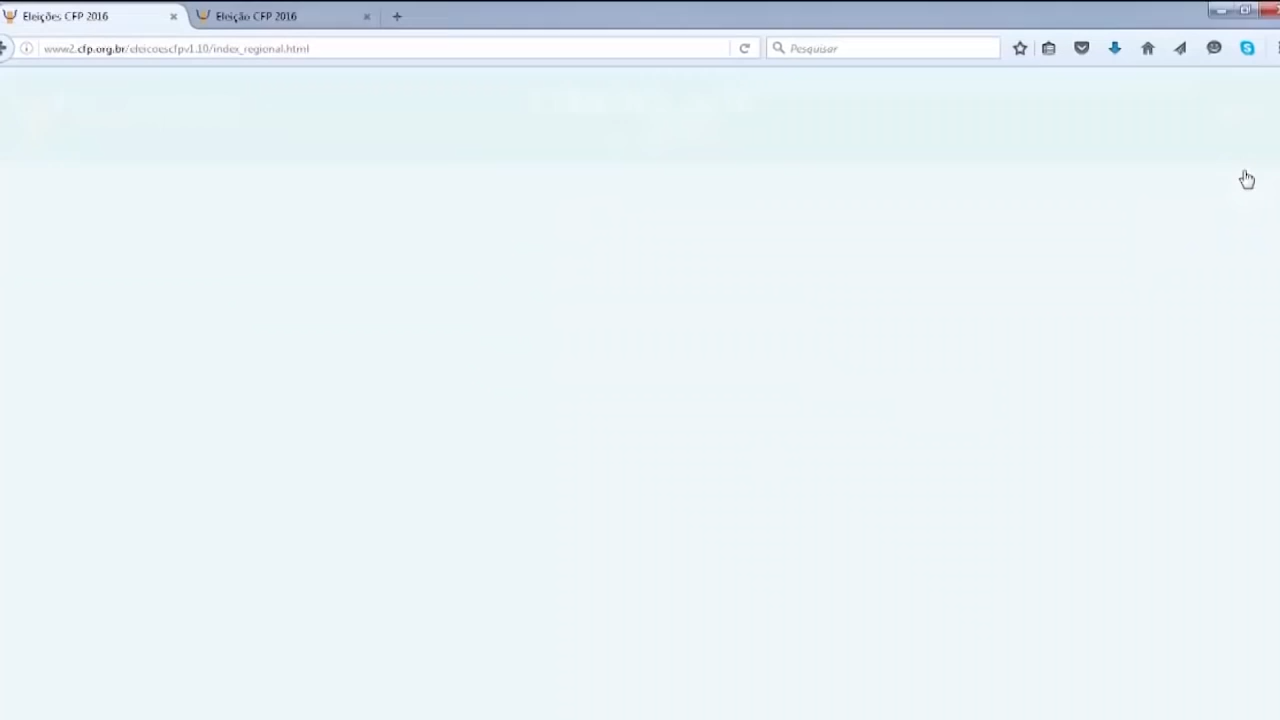 Eleições CFP 2016
Eleição CFP 2016
www2.cfp.org.br/eleicoescfpv1.10/index_regional.html
Pesquisar